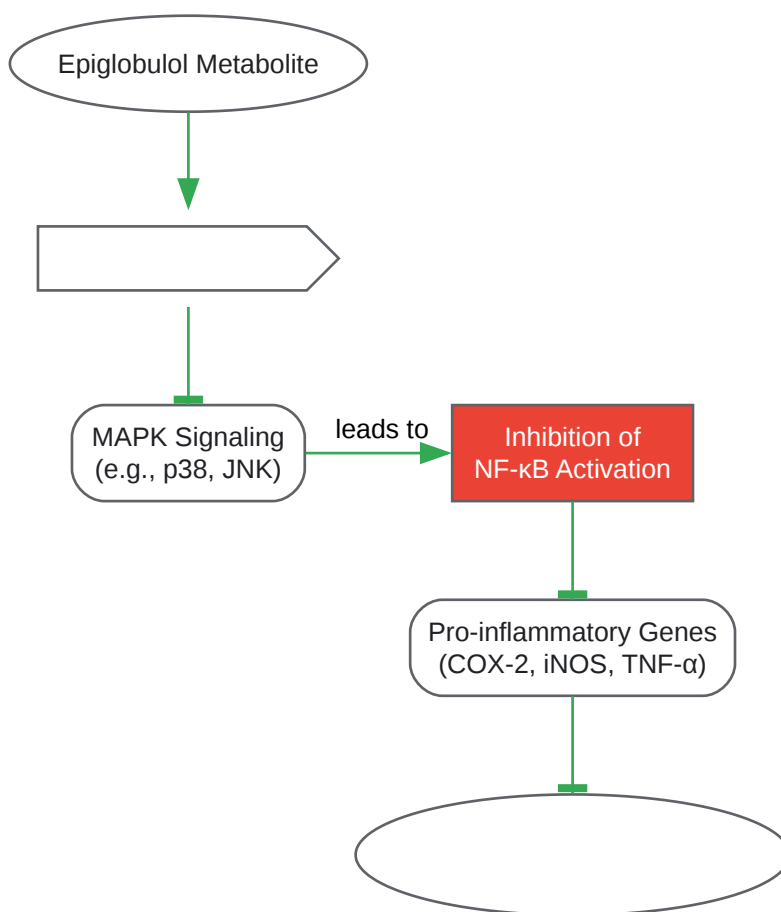 Epiglobulol Metabolite
MAPK Signaling
(e.g., p38, JNK)
leads to
Inhibition of
NF-κB Activation
Pro-inflammatory Genes
(COX-2, iNOS, TNF-α)